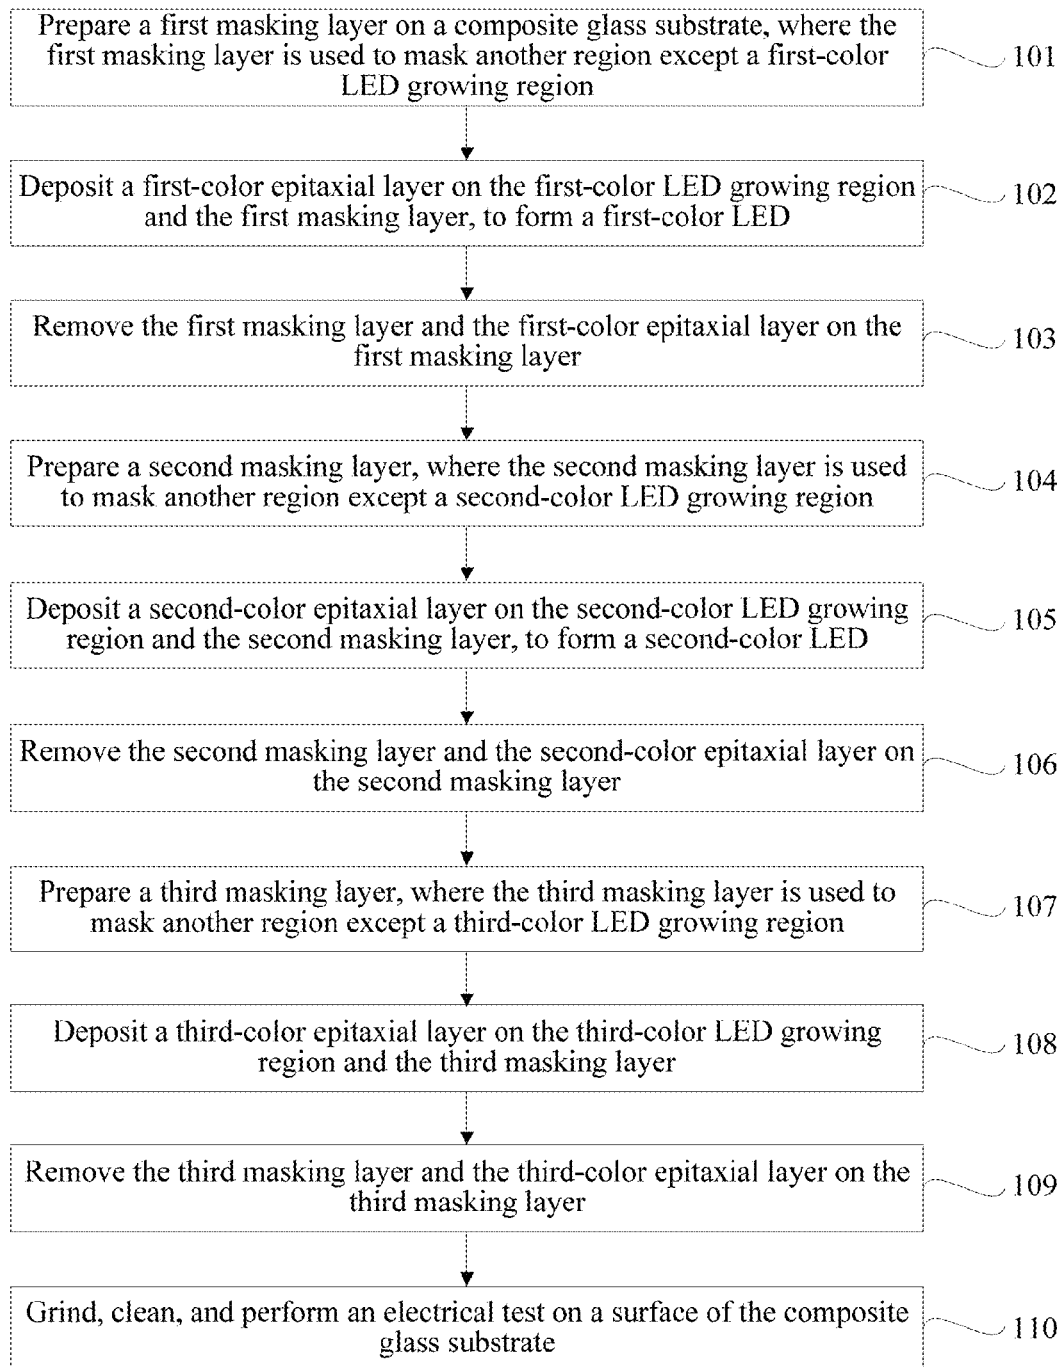 Prepare a first masking layer on a composite glass substrate, where the
first masking layer is used to mask another region except a first-color
LED growing region
101
Deposit a first-color epitaxial layer on the first-color LED growing region
and the first masking layer, to form a first-color LED
102
Remove the first masking layer and the first-color epitaxial layer on the
first masking layer
103
Prepare a second masking layer, where the second masking layer is used
to mask another region except a second-color LED growing region
104
Deposit a second-color epitaxial layer on the second-color LED growing
region and the second masking layer, to form a second-color LED
105
Remove the second masking layer and the second-color epitaxial layer on
the second masking layer
106
Prepare a third masking layer, where the third masking layer is used to
mask another region except a third-color LED growing region
107
Deposit a third-color epitaxial layer on the third-color LED growing
region and the third masking layer
108
Remove the third masking layer and the third-color epitaxial layer on the
third masking layer
109
Grind, clean, and perform an electrical test on a surface of the composite
glass substrate
110